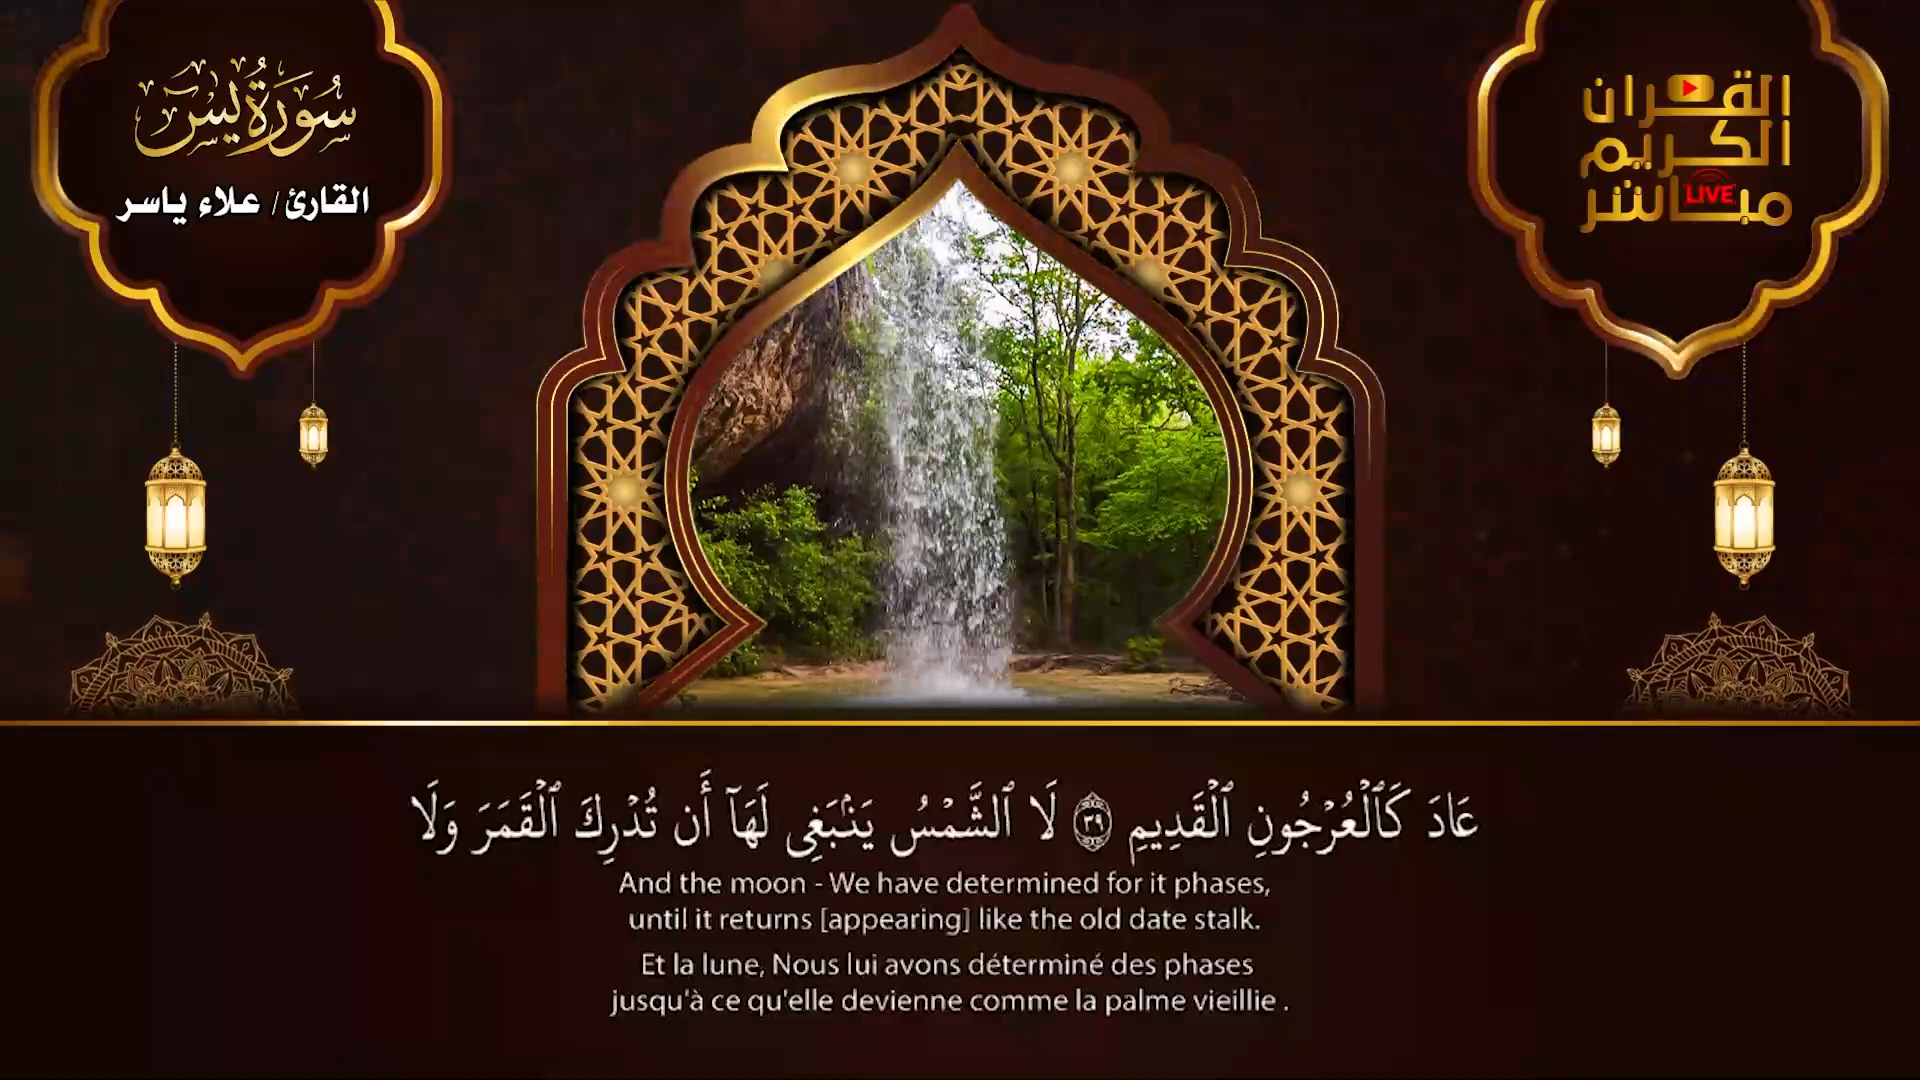 سُورَةُ يس
القارئ/ علاء ياسر
القرآن
الكريم
مباشر
LIVE
عَادَ كَٱلْعُرْجُونِ ٱلْقَدِيمِ ٣٩ لَا ٱلشَّمْسُ يَنۢبَغِى لَهَآ أَن تُدْرِكَ ٱلْقَمَرَ وَلَا
And the moon - We have determined for it phases,
until it returns [appearing] like the old date stalk.
Et la lune, Nous lui avons déterminé des phases
jusqu'à ce qu'elle devienne comme la palme vieillie .